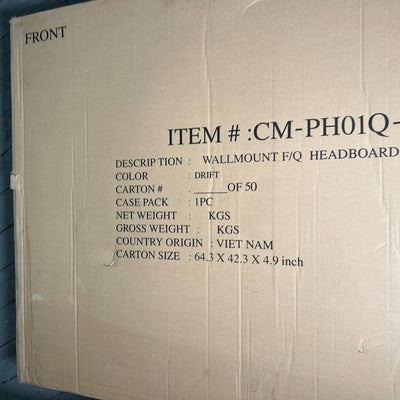 FRONT
ITEM # :CM-PH01Q-
DESCRIPTION : WALLMOUNT F/Q HEADBOARD
COLOR : DRIFT
CARTON # : ______OF 50
CASE PACK : 1PC
NET WEIGHT : KGS
GROSS WEIGHT : KGS
COUNTRY ORIGIN : VIET NAM
CARTON SIZE : 64.3 X 42.3 X 4.9 inch